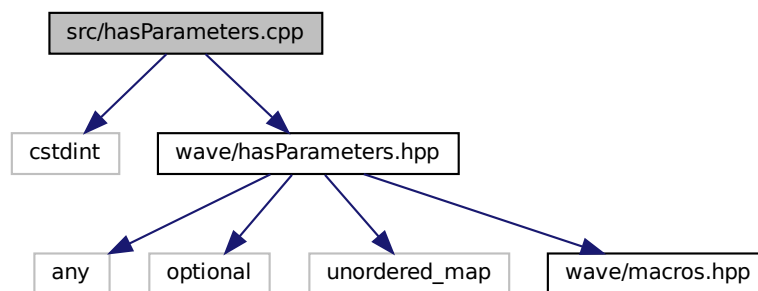 src/hasParameters.cpp
cstdint
wave/hasParameters.hpp
any
optional
unordered_map
wave/macros.hpp